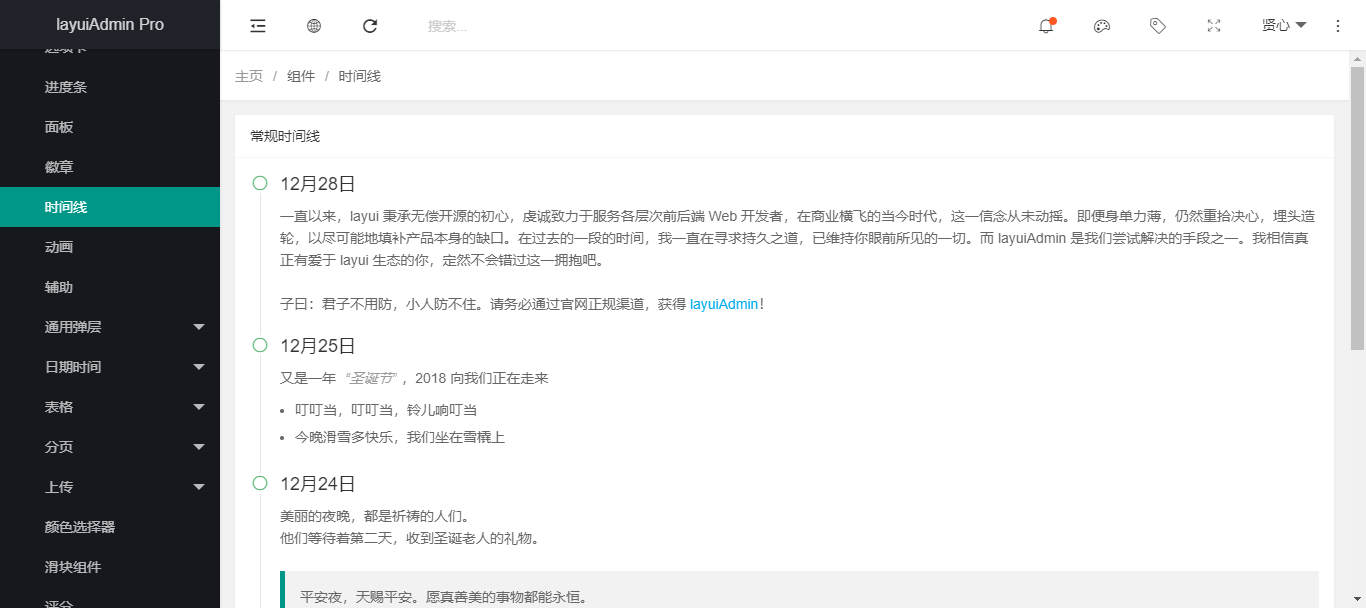 layuiAdmin Pro
搜索...
贤心
选项卡
进度条
面板
徽章
时间线
动画
辅助
通用弹层
日期时间
表格
分页
上传
颜色选择器
滑块组件
评分
主页 / 组件 / 时间线
常规时间线
12月28日
一直以来，layui 秉承无偿开源的初心，虔诚致力于服务各层次前后端 Web 开发者，在商业横飞的当今时代，这一信念从未动摇。即便身单力薄，仍然重拾决心，埋头造
轮，以尽可能地填补产品本身的缺口。在过去的一段的时间，我一直在寻求持久之道，已维持你眼前所见的一切。而 layuiAdmin 是我们尝试解决的手段之一。我相信真
正有爱于 layui 生态的你，定然不会错过这一拥抱吧。
子曰：君子不用防，小人防不住。请务必通过官网正规渠道，获得 layuiAdmin！
12月25日
又是一年 “圣诞节” ，2018 向我们正在走来
• 叮叮当，叮叮当，铃儿响叮当
• 今晚滑雪多快乐，我们坐在雪橇上
12月24日
美丽的夜晚，都是祈祷的人们。
他们等待着第二天，收到圣诞老人的礼物。
平安夜，天赐平安。愿真善美的事物都能永恒。